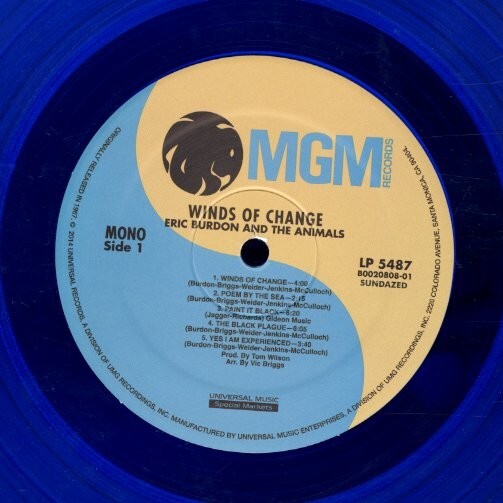 MGM
RECORDS
WINDS OF CHANGE
ERIC BURDON AND THE ANIMALS
MONO
Side 1
LP 5487
B0020808-01
SUNDAZED
1. WINDS OF CHANGE—4:00
(Burdon-Briggs-Weider-Jenkins-McCulloch)
2. POEM BY THE SEA—2:15
3. PAINT IT BLACK—6:20
(Jagger-Richards) Gideon Music
4. THE BLACK PLAGUE—6:05
(Burdon-Briggs-Weider-Jenkins-McCulloch)
5. YES I AM EXPERIENCED—3:40
(Burdon-Briggs-Weider-Jenkins-McCulloch)
Prod. By Tom Wilson
Arr. By Vic Briggs
UNIVERSAL MUSIC
Special Markets
ORIGINALLY RELEASED IN 1967. © 2014 UNIVERSAL RECORDS, A DIVISION OF UMG RECORDINGS, INC. MANUFACTURED BY UNIVERSAL MUSIC ENTERPRISES, A DIVISION OF UMG RECORDINGS, INC. 2220 COLORADO AVENUE, SANTA MONICA, CA 90404.